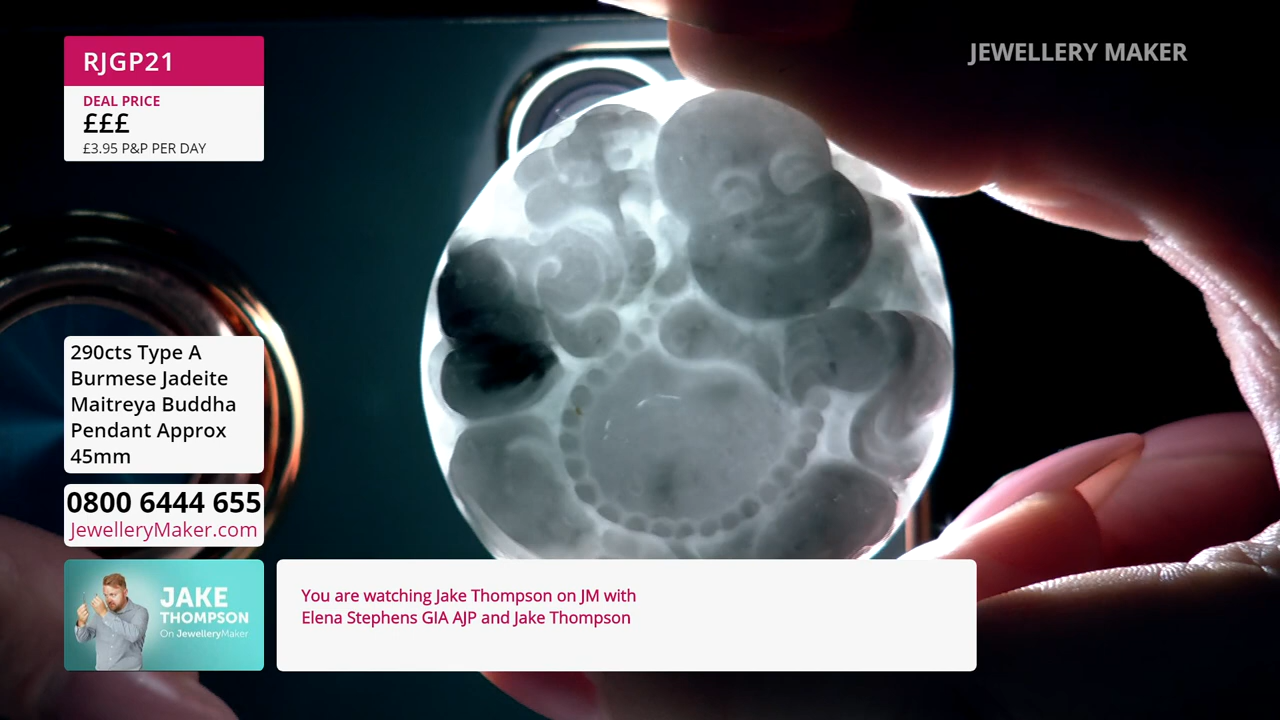 RJGP21
DEAL PRICE
£££
£3.95 P&P PER DAY
JEWELLERY MAKER
290cts Type A
Burmese Jadeite
Maitreya Buddha
Pendant Approx
45mm
0800 6444 655
JewelleryMaker.com
JAKE
THOMPSON
On JewelleryMaker
You are watching Jake Thompson on JM with
Elena Stephens GIA AJP and Jake Thompson